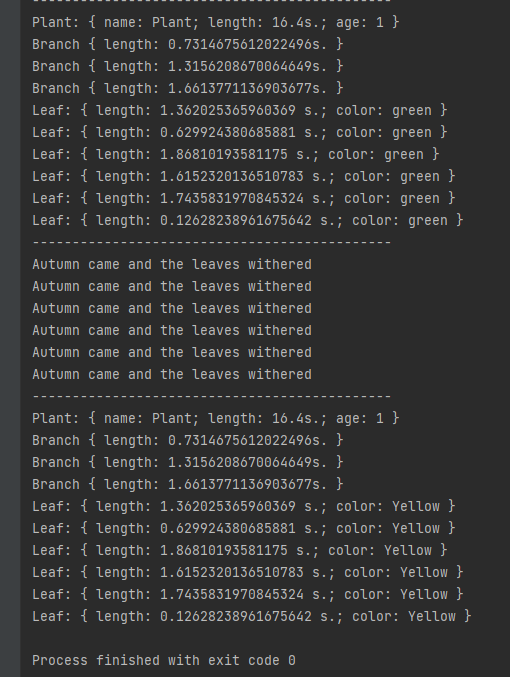 ---------------------------------------------
Plant: { name: Plant; length: 16.4s.; age: 1 }
Branch { length: 0.7314675612022496s. }
Branch { length: 1.3156208670064649s. }
Branch { length: 1.6613771136903677s. }
Leaf: { length: 1.362025365960369 s.; color: green }
Leaf: { length: 0.629924380685881 s.; color: green }
Leaf: { length: 1.86810193581175 s.; color: green }
Leaf: { length: 1.6152320136510783 s.; color: green }
Leaf: { length: 1.7435831970845324 s.; color: green }
Leaf: { length: 0.12628238961675642 s.; color: green }
---------------------------------------------
Autumn came and the leaves withered
Autumn came and the leaves withered
Autumn came and the leaves withered
Autumn came and the leaves withered
Autumn came and the leaves withered
Autumn came and the leaves withered
---------------------------------------------
Plant: { name: Plant; length: 16.4s.; age: 1 }
Branch { length: 0.7314675612022496s. }
Branch { length: 1.3156208670064649s. }
Branch { length: 1.6613771136903677s. }
Leaf: { length: 1.362025365960369 s.; color: Yellow }
Leaf: { length: 0.629924380685881 s.; color: Yellow }
Leaf: { length: 1.86810193581175 s.; color: Yellow }
Leaf: { length: 1.6152320136510783 s.; color: Yellow }
Leaf: { length: 1.7435831970845324 s.; color: Yellow }
Leaf: { length: 0.12628238961675642 s.; color: Yellow }
Process finished with exit code 0